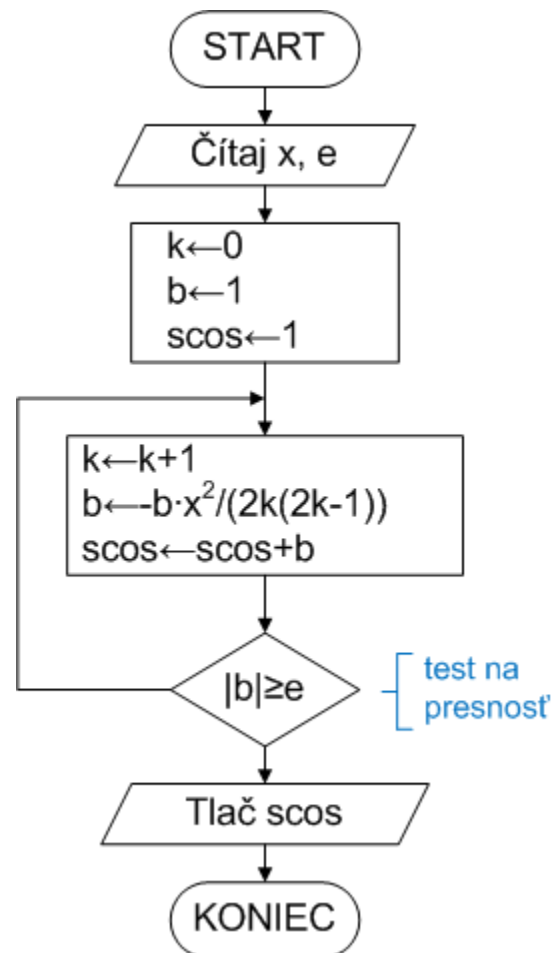 START
Čítaj x, e
k←0
b←1
scos←1
k←k+1
b←-b·x²/(2k(2k-1))
scos←scos+b
|b|≥e
test na
presnosť
Tlač scos
KONIEC